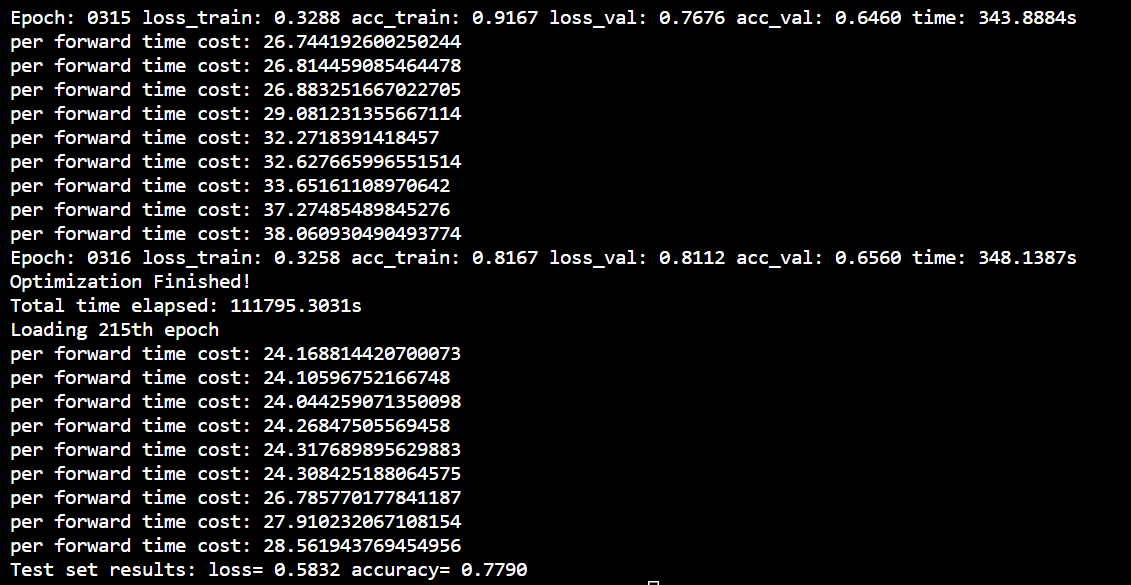 Epoch: 0315 loss_train: 0.3288 acc_train: 0.9167 loss_val: 0.7676 acc_val: 0.6460 time: 343.8884s
per forward time cost: 26.744192600250244
per forward time cost: 26.814459085464478
per forward time cost: 26.883251667022705
per forward time cost: 29.081231355667114
per forward time cost: 32.2718391418457
per forward time cost: 32.627665996551514
per forward time cost: 33.65161108970642
per forward time cost: 37.27485489845276
per forward time cost: 38.060930490493774
Epoch: 0316 loss_train: 0.3258 acc_train: 0.8167 loss_val: 0.8112 acc_val: 0.6560 time: 348.1387s
Optimization Finished!
Total time elapsed: 111795.3031s
Loading 215th epoch
per forward time cost: 24.168814420700073
per forward time cost: 24.10596752166748
per forward time cost: 24.044259071350098
per forward time cost: 24.26847505569458
per forward time cost: 24.317689895629883
per forward time cost: 24.308425188064575
per forward time cost: 26.785770177841187
per forward time cost: 27.910232067108154
per forward time cost: 28.561943769454956
Test set results: loss= 0.5832 accuracy= 0.7790